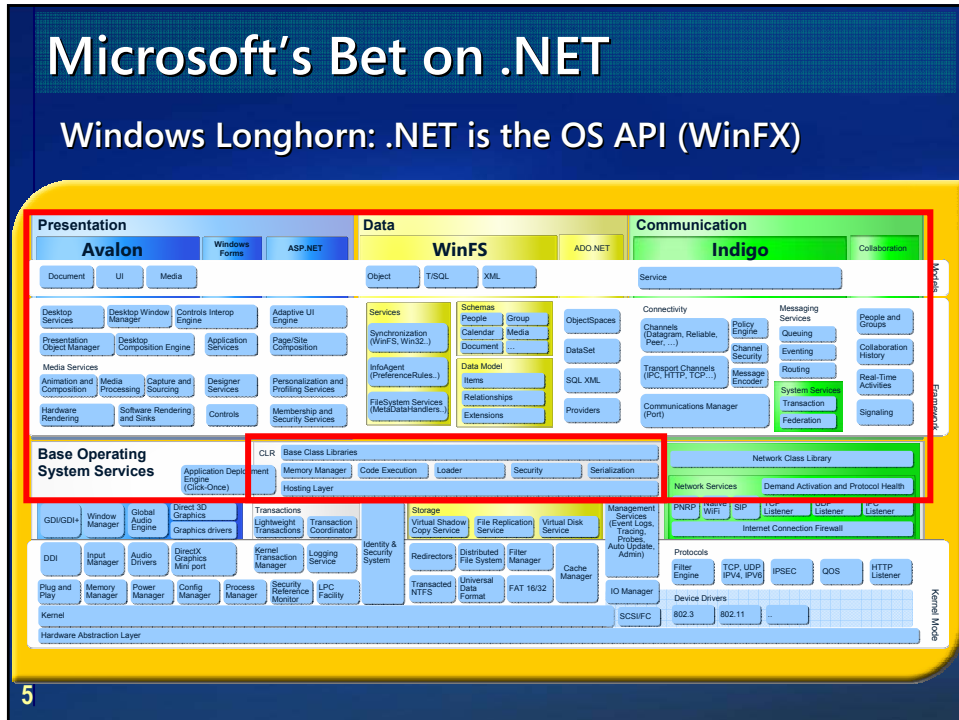 Microsoft's Bet on .NET
Windows Longhorn: .NET is the OS API (WinFX)
Presentation
Data
Communication
Avalon
Windows
Forms
ASP.NET
WinFS
ADO.NET
Indigo
Collaboration
Document
UI
Media
Object
T/SQL
XML
Service
Models
Desktop
Services
Desktop Window
Manager
Controls Interop
Engine
Adaptive UI
Engine
Presentation
Object Manager
Desktop
Composition Engine
Application
Services
Page/Site
Composition
Media Services
Animation and
Composition
Media
Processing
Capture and
Sourcing
Designer
Services
Personalization and
Profiling Services
Hardware
Rendering
Software Rendering
and Sinks
Controls
Membership and
Security Services
Services
Synchronization
(WinFS, Win32..)
InfoAgent
(PreferenceRules..)
FileSystem Services
(MetaDataHandlers..)
Schemas
People
Group
Calendar
Media
Document
...
Data Model
Items
Relationships
Extensions
ObjectSpaces
DataSet
SQL XML
Providers
Connectivity
Channels
(Datagram, Reliable,
Peer, …)
Policy
Engine
Channel
Security
Transport Channels
(IPC, HTTP, TCP…)
Message
Encoder
Communications Manager
(Port)
Messaging
Services
Queuing
Eventing
Routing
System Services
Transaction
Federation
People and
Groups
Collaboration
History
Real-Time
Activities
Signaling
Framework
Base Operating
System Services
Application Deployment
Engine
(Click-Once)
CLR
Base Class Libraries
Memory Manager
Code Execution
Loader
Security
Serialization
Hosting Layer
Network Class Library
Network Services
Demand Activation and Protocol Health
GDI/GDI+
Window
Manager
Global
Audio
Engine
Direct 3D
Graphics
Graphics drivers
Transactions
Lightweight
Transactions
Transaction
Coordinator
Identity &
Security
System
Storage
Virtual Shadow
Copy Service
File Replication
Service
Virtual Disk
Service
Management
Services
(Event Logs,
Tracing,
Probes,
Auto Update,
Admin)
PNRP
Native
WiFi
SIP
TCP
Listener
UDP
Listener
IPC
Listener
Internet Connection Firewall
DDI
Input
Manager
Audio
Drivers
DirectX
Graphics
Mini port
Kernel
Transaction
Manager
Logging
Service
Redirectors
Distributed
File System
Filter
Manager
Cache
Manager
Protocols
Filter
Engine
TCP, UDP
IPV4, IPV6
IPSEC
QOS
HTTP
Listener
Plug and
Play
Memory
Manager
Power
Manager
Config
Manager
Process
Manager
Security
Reference
Monitor
LPC
Facility
Transacted
NTFS
Universal
Data
Format
FAT 16/32
IO Manager
Device Drivers
Kernel
SCSI/FC
802.3
802.11
..
Hardware Abstraction Layer
Kernel Mode
5